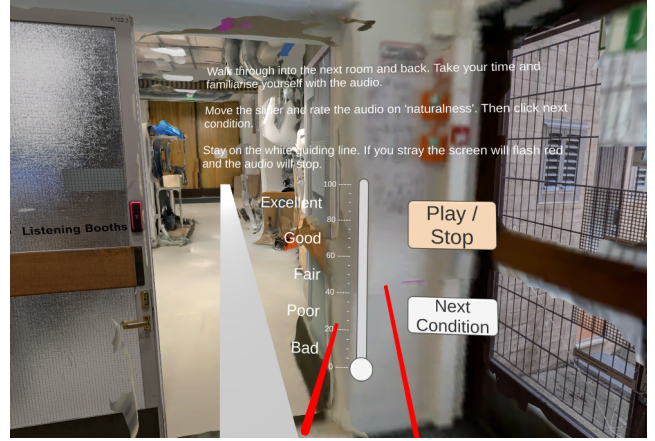 K102.3
Walk through into the next room and back. Take your time and
familiarise yourself with the audio.
Move the slider and rate the audio on 'naturalness'. Then click next
condition.
Stay on the white guiding line. If you stray the screen will flash red
and the audio will stop.
100
Excellent
80
Good
60
Fair
40
Poor
20
Bad
0
Play /
Stop
Next
Condition
Listening Booths